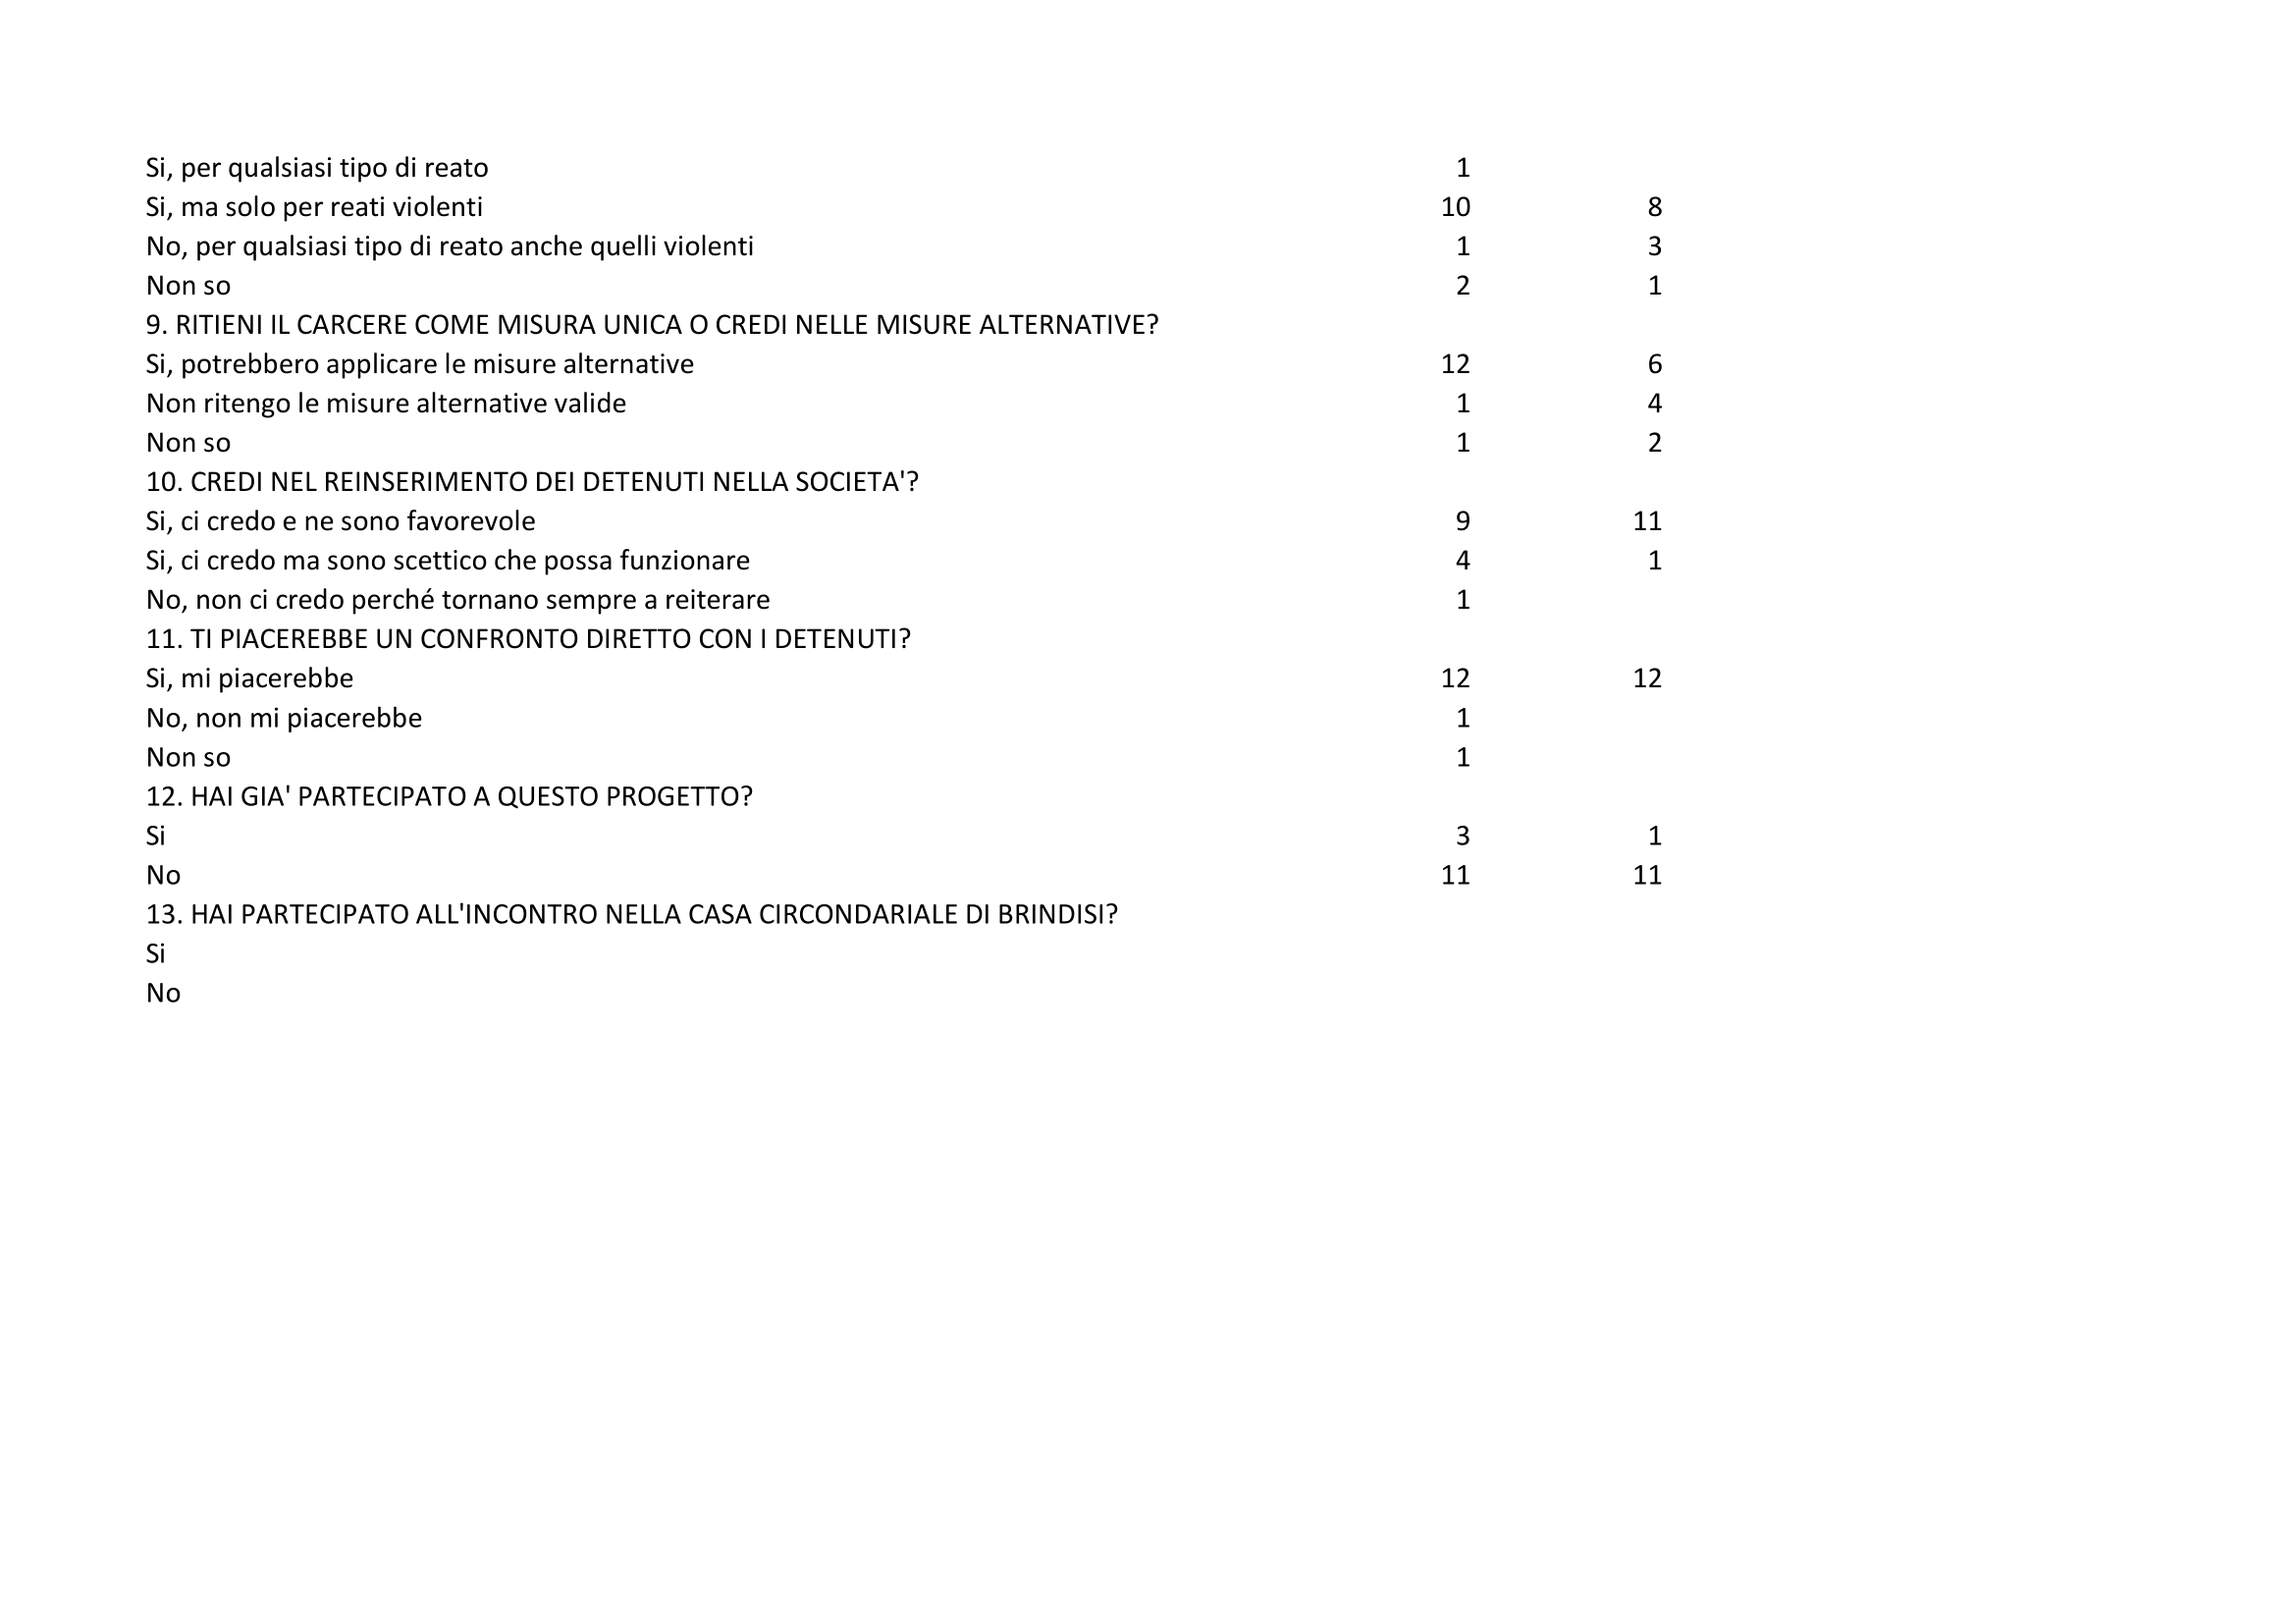 Si, per qualsiasi tipo di reato 1
Si, ma solo per reati violenti 10 8
No, per qualsiasi tipo di reato anche quelli violenti 1 3
Non so 2 1
9. RITIENI IL CARCERE COME MISURA UNICA O CREDI NELLE MISURE ALTERNATIVE?
Si, potrebbero applicare le misure alternative 12 6
Non ritengo le misure alternative valide 1 4
Non so 1 2
10. CREDI NEL REINSERIMENTO DEI DETENUTI NELLA SOCIETA'?
Si, ci credo e ne sono favorevole 9 11
Si, ci credo ma sono scettico che possa funzionare 4 1
No, non ci credo perché tornano sempre a reiterare 1
11. TI PIACEREBBE UN CONFRONTO DIRETTO CON I DETENUTI?
Si, mi piacerebbe 12 12
No, non mi piacerebbe 1
Non so 1
12. HAI GIA' PARTECIPATO A QUESTO PROGETTO?
Si 3 1
No 11 11
13. HAI PARTECIPATO ALL'INCONTRO NELLA CASA CIRCONDARIALE DI BRINDISI?
Si
No